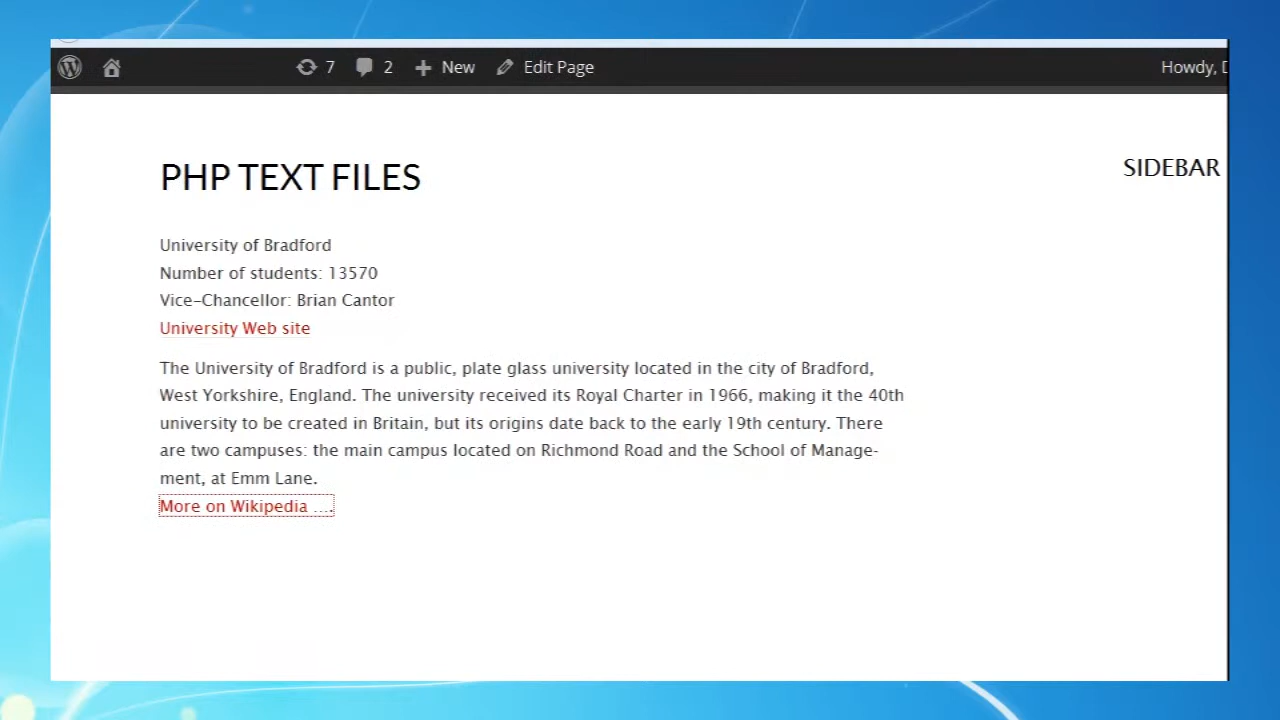 7 2 New Edit Page Howdy,
PHP TEXT FILES
SIDEBAR
University of Bradford
Number of students: 13570
Vice-Chancellor: Brian Cantor
University Web site
The University of Bradford is a public, plate glass university located in the city of Bradford,
West Yorkshire, England. The university received its Royal Charter in 1966, making it the 40th
university to be created in Britain, but its origins date back to the early 19th century. There
are two campuses: the main campus located on Richmond Road and the School of Manage-
ment, at Emm Lane.
More on Wikipedia ....